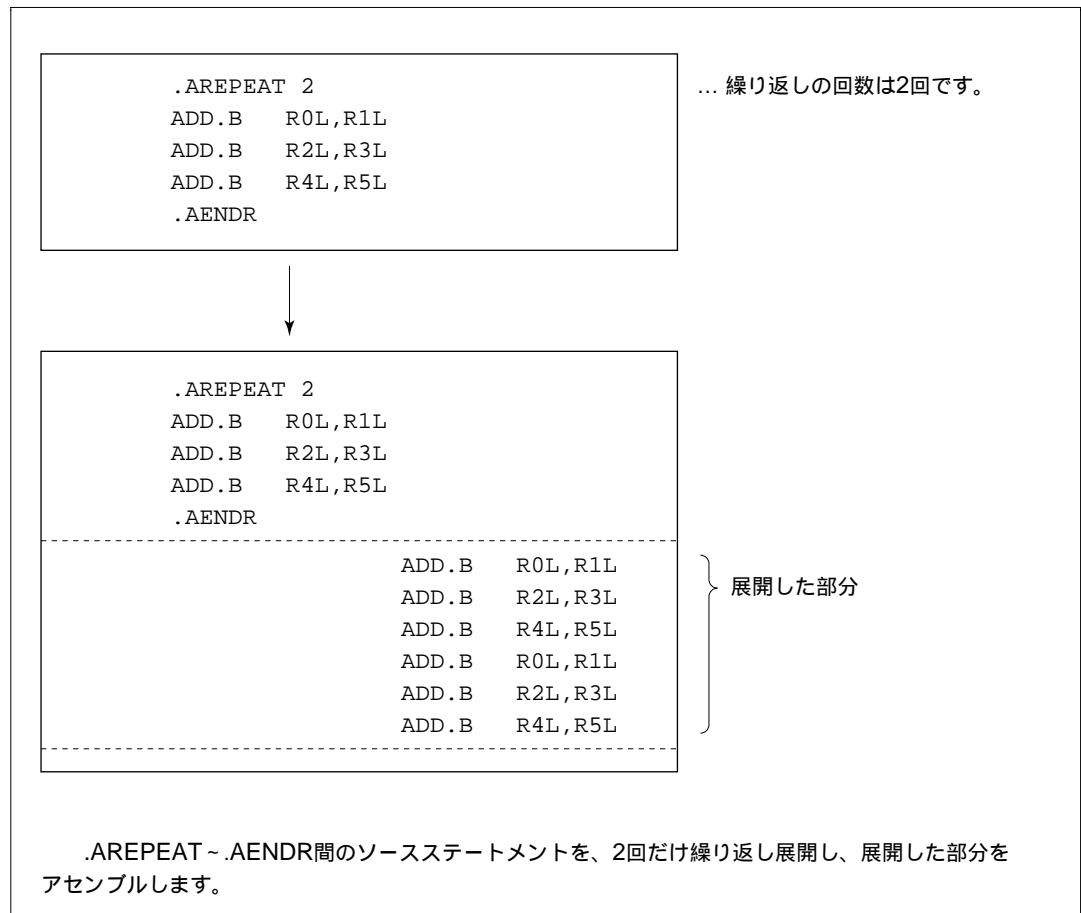 .AREPEAT 2 … 繰り返しの回数は2回です。
ADD.B R0L,R1L
ADD.B R2L,R3L
ADD.B R4L,R5L
.AENDR
.AREPEAT 2
ADD.B R0L,R1L
ADD.B R2L,R3L
ADD.B R4L,R5L
.AENDR
ADD.B R0L,R1L
ADD.B R2L,R3L 展開した部分
ADD.B R4L,R5L
ADD.B R0L,R1L
ADD.B R2L,R3L
ADD.B R4L,R5L
.AREPEAT~.AENDR間のソースステートメントを、2回だけ繰り返し展開し、展開した部分を
アセンブルします。